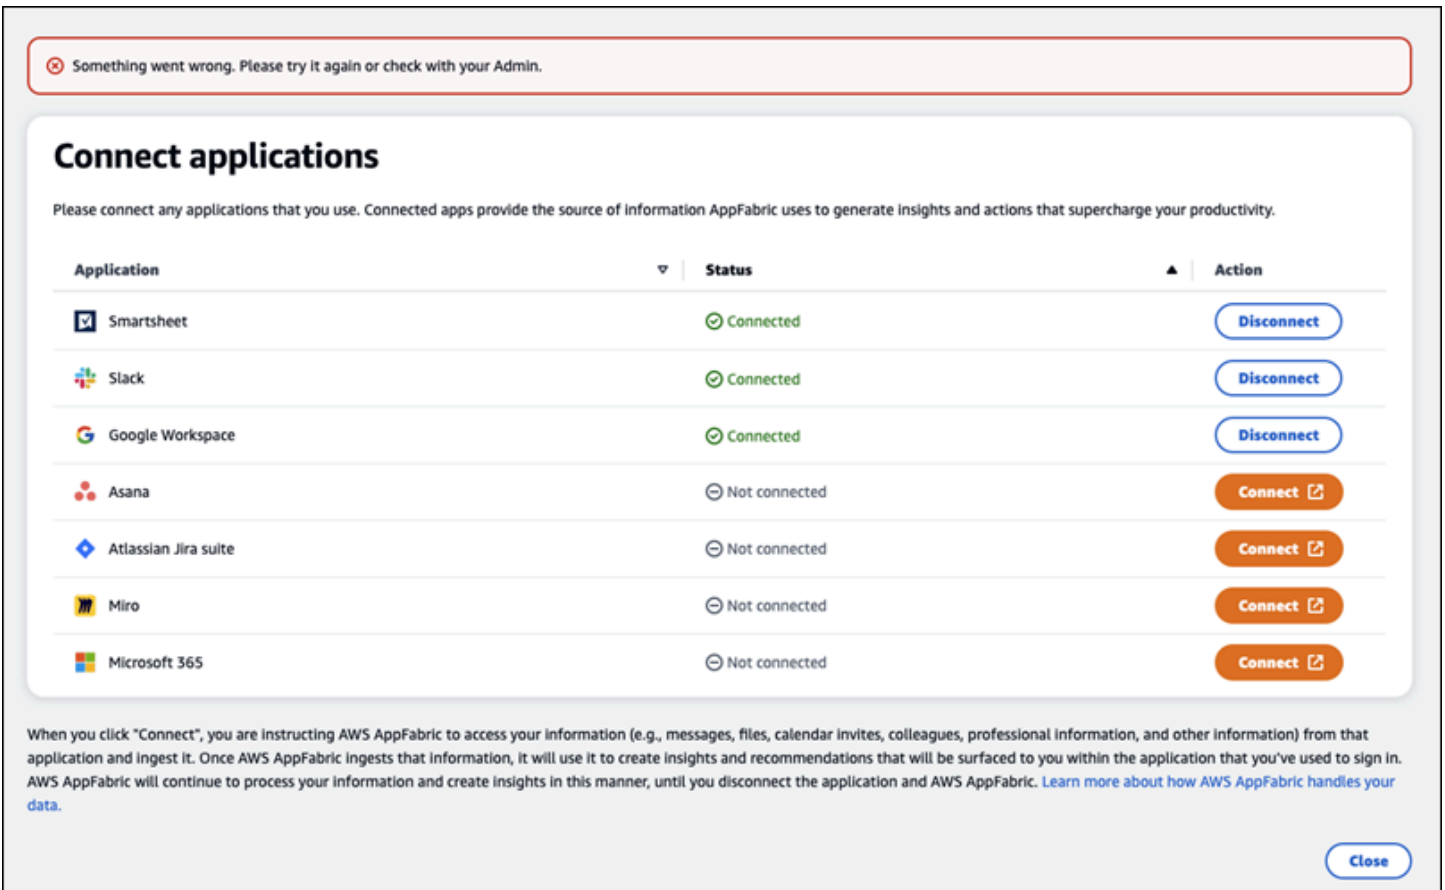 Something went wrong. Please try it again or check with your Admin.
Connect applications
Please connect any applications that you use. Connected apps provide the source of information AppFabric uses to generate insights and actions that supercharge your productivity.
Application Status Action
Smartsheet Connected Disconnect
Slack Connected Disconnect
Google Workspace Connected Disconnect
Asana Not connected Connect
Atlassian Jira suite Not connected Connect
Miro Not connected Connect
Microsoft 365 Not connected Connect
When you click "Connect", you are instructing AWS AppFabric to access your information (e.g., messages, files, calendar invites, colleagues, professional information, and other information) from that
application and ingest it. Once AWS AppFabric ingests that information, it will use it to create insights and recommendations that will be surfaced to you within the application that you've used to sign in.
AWS AppFabric will continue to process your information and create insights in this manner, until you disconnect the application and AWS AppFabric. Learn more about how AWS AppFabric handles your
data.
Close